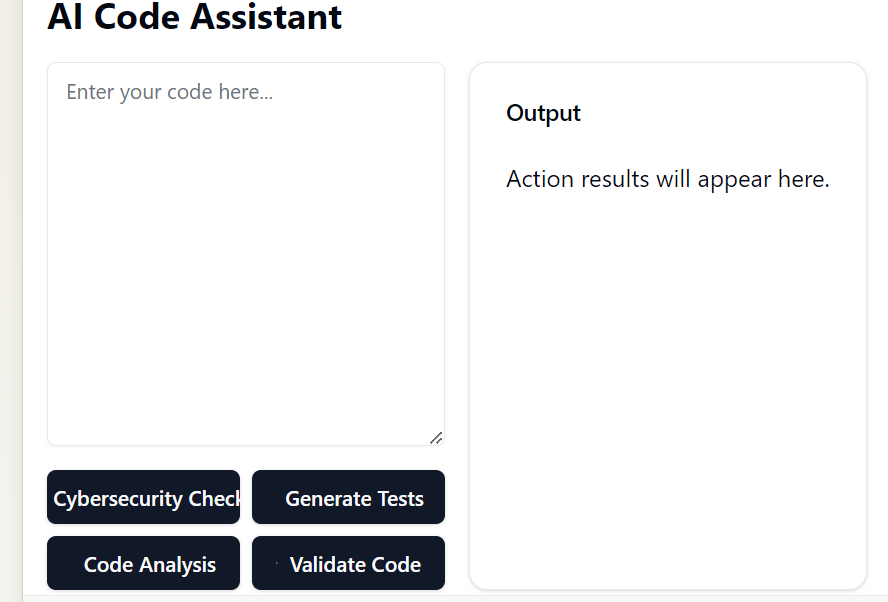 AI Code Assistant
Enter your code here...
Output
Action results will appear here.
Cybersecurity Check
Generate Tests
Code Analysis
Validate Code